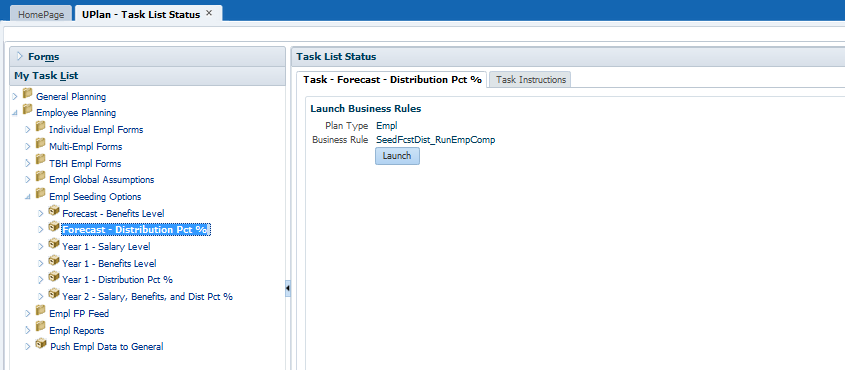 HomePage
UPlan - Task List Status ×
Forms
My Task List
General Planning
Employee Planning
Individual Empl Forms
Multi-Empl Forms
TBH Empl Forms
Empl Global Assumptions
Empl Seeding Options
Forecast - Benefits Level
Forecast - Distribution Pct %
Year 1 - Salary Level
Year 1 - Benefits Level
Year 1 - Distribution Pct %
Year 2 - Salary, Benefits, and Dist Pct %
Empl FP Feed
Empl Reports
Push Empl Data to General
Task List Status
Task - Forecast - Distribution Pct % Task Instructions
Launch Business Rules
Plan Type Empl
Business Rule SeedFcstDist_RunEmpComp
Launch